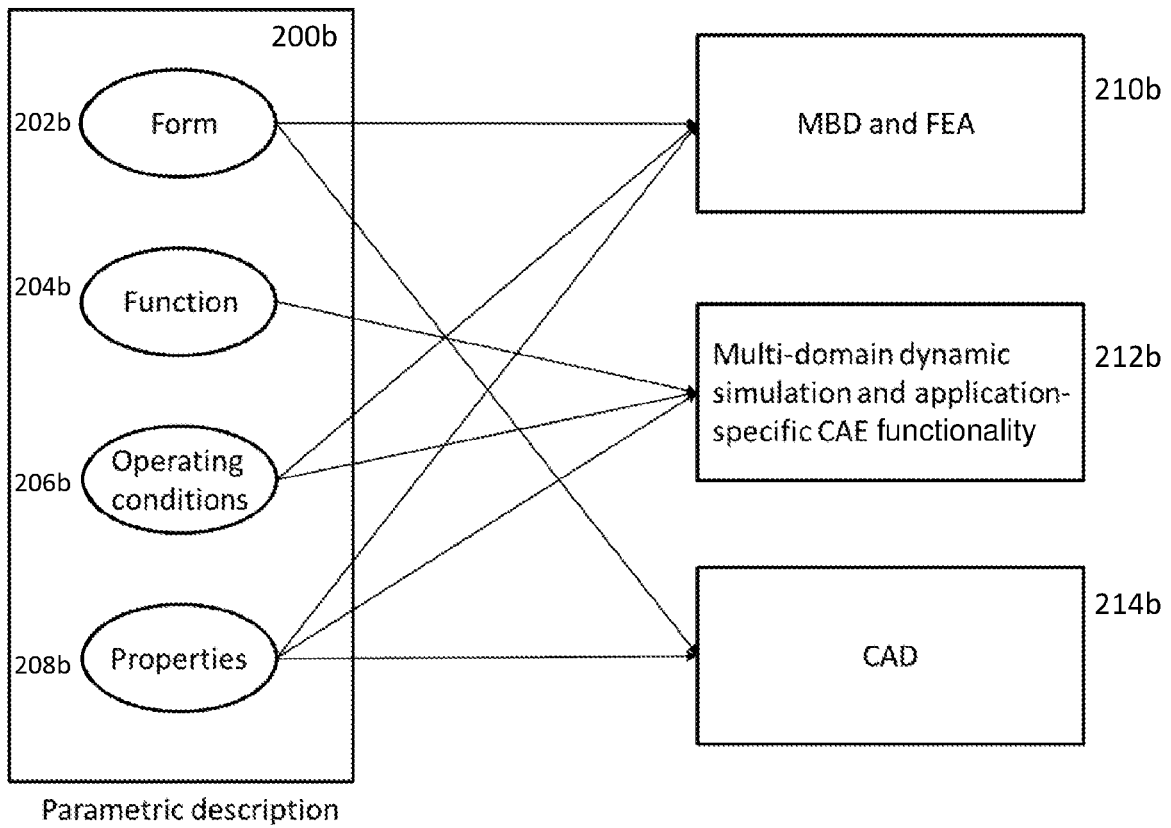 200b
202b
Form
204b
Function
206b
Operating
conditions
208b
Properties
Parametric description
210b
MBD and FEA
212b
Multi-domain dynamic
simulation and application-
specific CAE functionality
214b
CAD